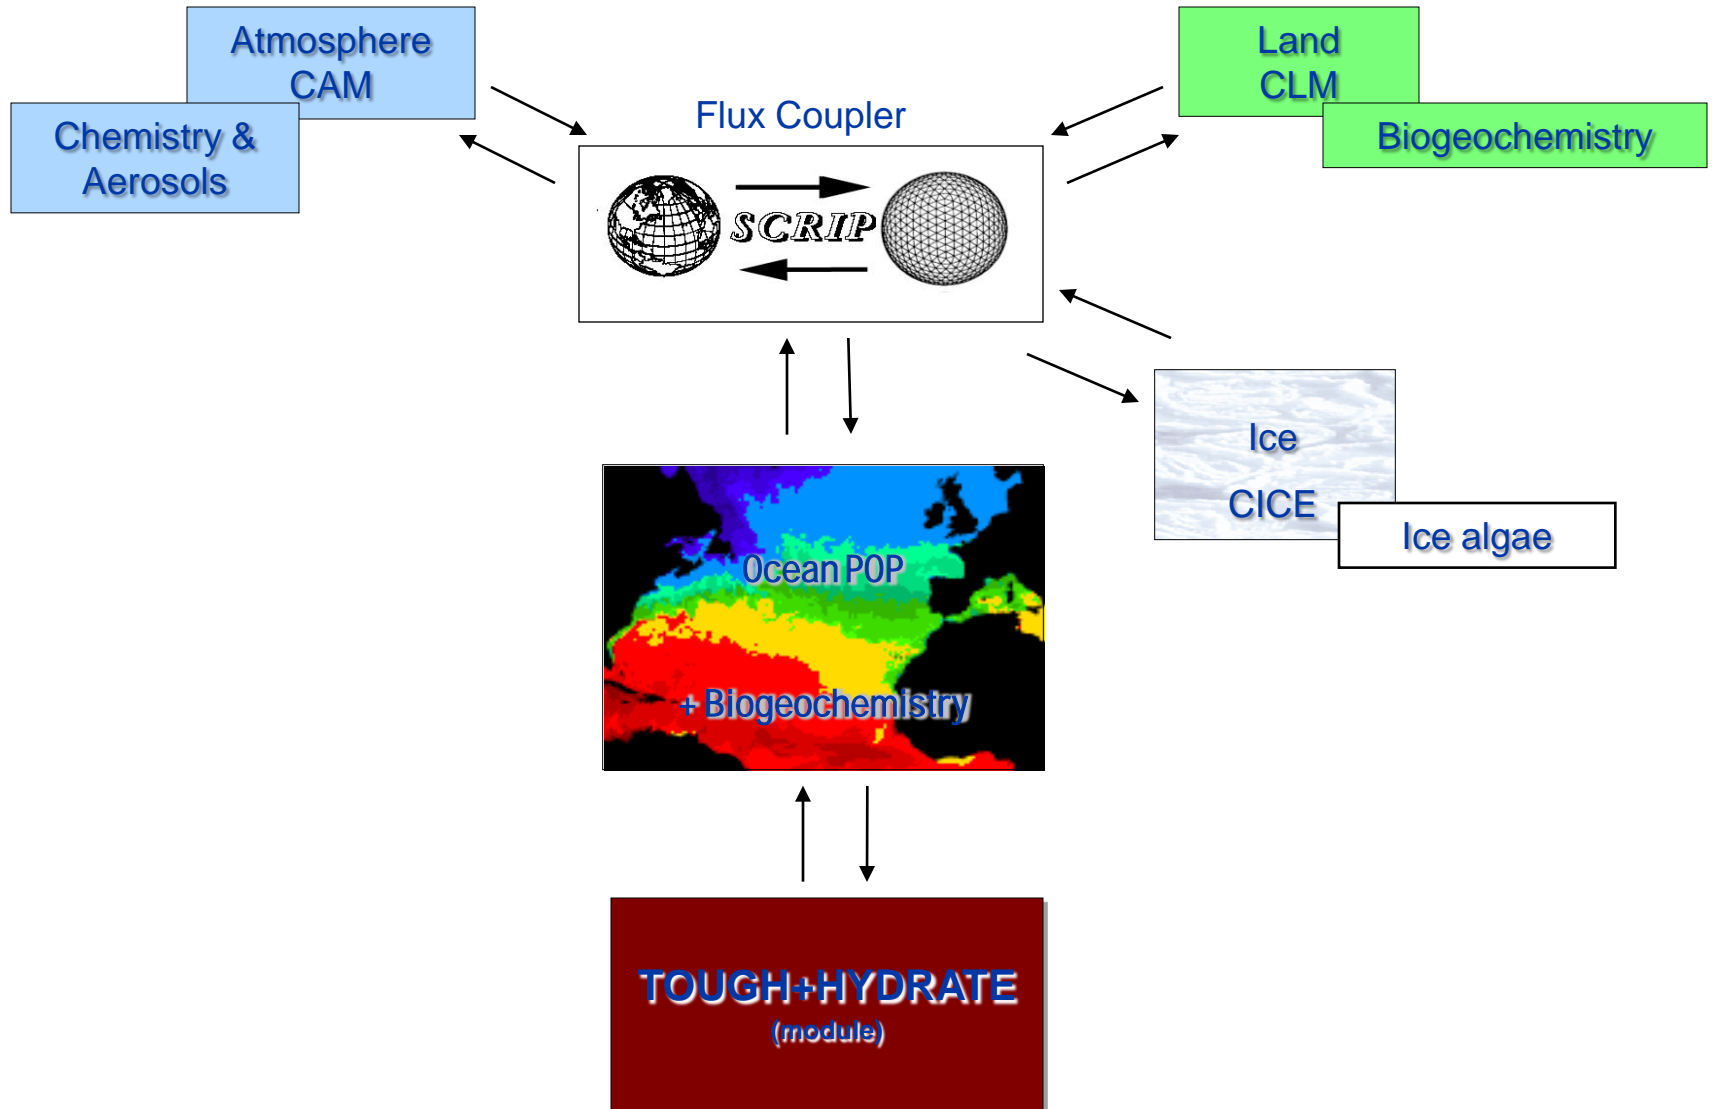 Atmosphere
CAM
Chemistry &
Aerosols
Flux Coupler
SCRIP
Land
CLM
Biogeochemistry
Ice
CICE
Ice algae
Ocean POP
+ Biogeochemistry
TOUGH+HYDRATE
(module)